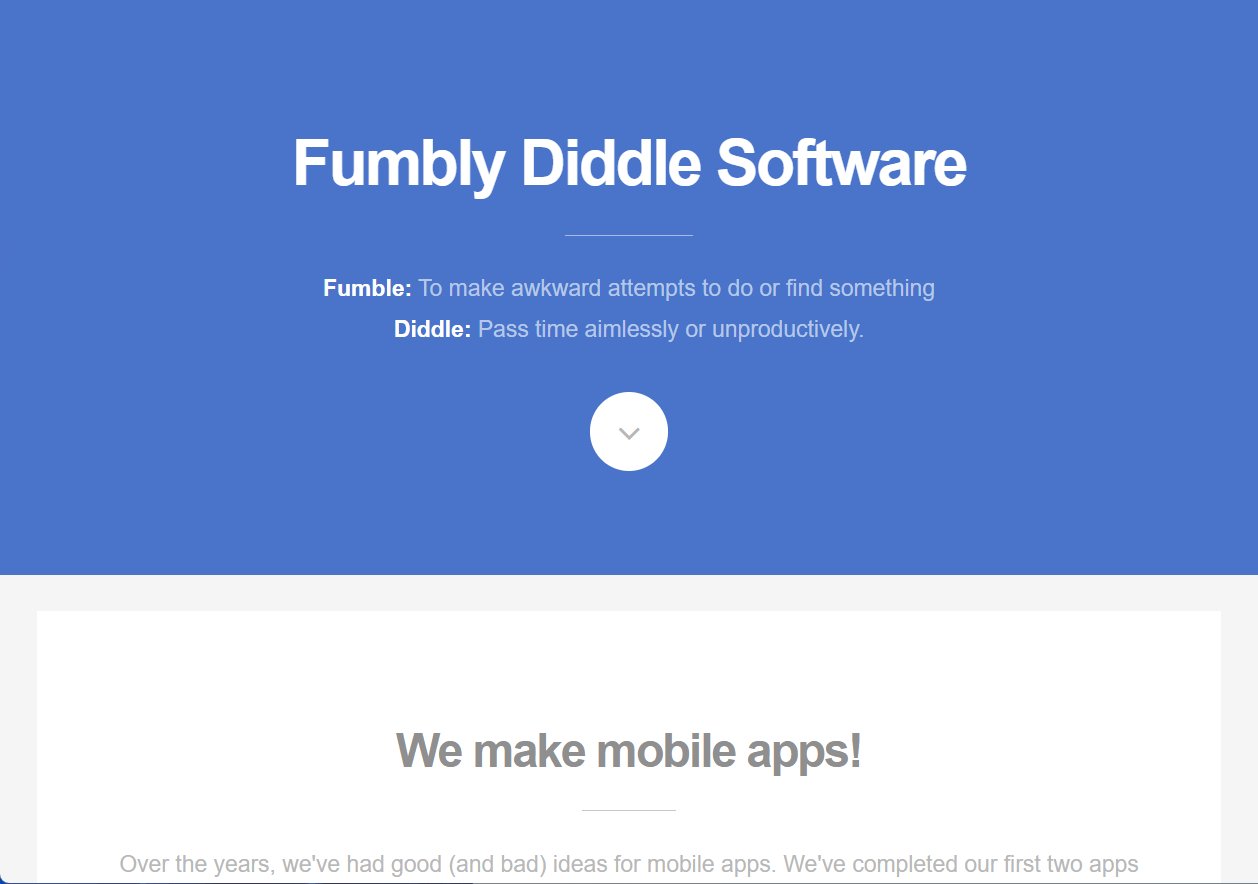 Fumbly Diddle Software
Fumble: To make awkward attempts to do or find something
Diddle: Pass time aimlessly or unproductively.
We make mobile apps!
Over the years, we've had good (and bad) ideas for mobile apps. We've completed our first two apps